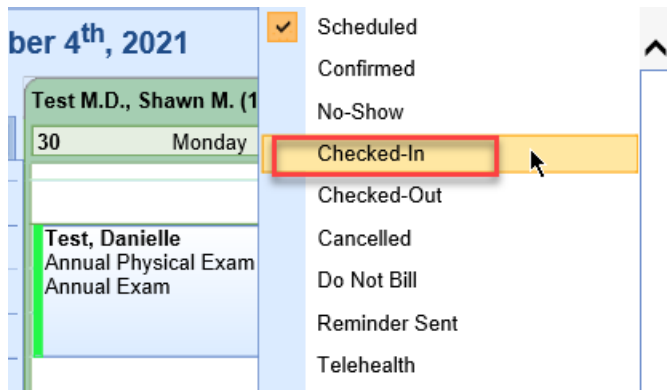 ber 4th, 2021
Test M.D., Shawn M. (1
30 Monday
Test, Danielle
Annual Physical Exam
Annual Exam
Scheduled
Confirmed
No-Show
Checked-In
Checked-Out
Cancelled
Do Not Bill
Reminder Sent
Telehealth